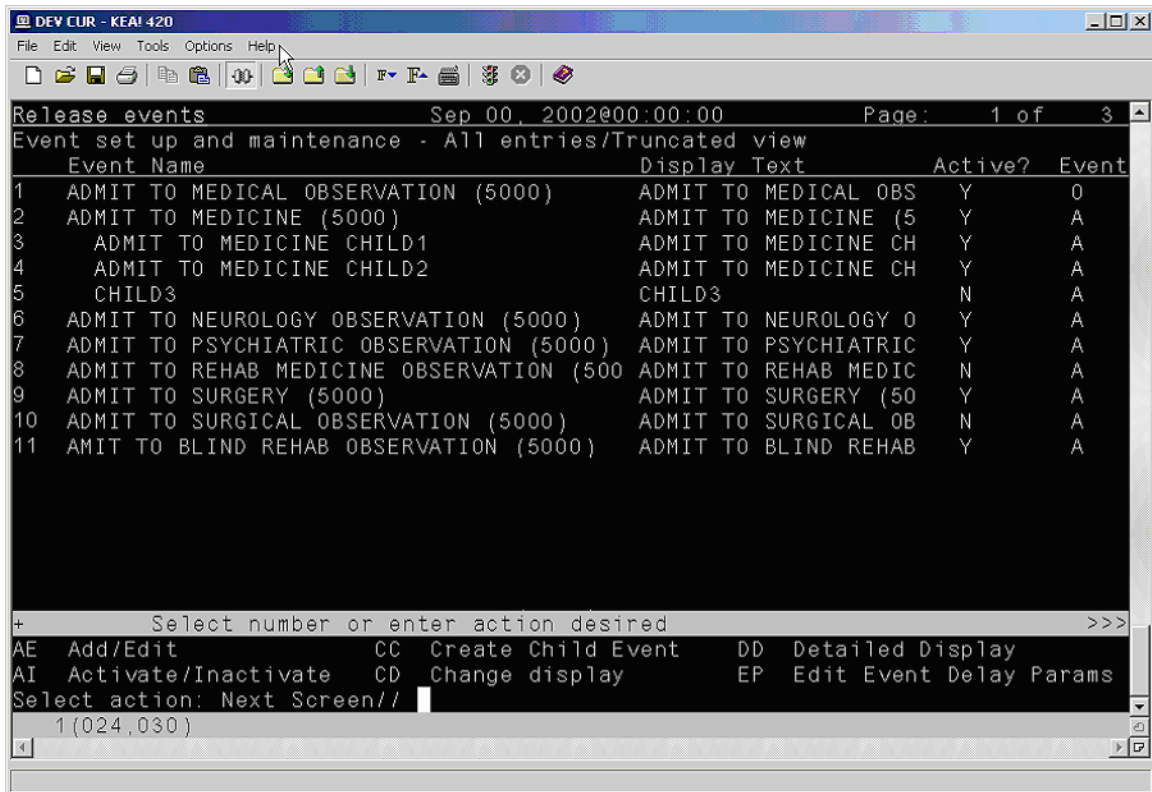 DEV CUR - KEA! 420
File Edit View Tools Options Help
Release events Sep 00, 2002@00:00:00 Page: 1 of 3
Event set up and maintenance - All entries/Truncated view
Event Name Display Text Active? Event
1 ADMIT TO MEDICAL OBSERVATION (5000) ADMIT TO MEDICAL OBS Y O
2 ADMIT TO MEDICINE (5000) ADMIT TO MEDICINE (5 Y A
3 ADMIT TO MEDICINE CHILD1 ADMIT TO MEDICINE CH Y A
4 ADMIT TO MEDICINE CHILD2 ADMIT TO MEDICINE CH Y A
5 CHILD3 CHILD3 N A
6 ADMIT TO NEUROLOGY OBSERVATION (5000) ADMIT TO NEUROLOGY O Y A
7 ADMIT TO PSYCHIATRIC OBSERVATION (5000) ADMIT TO PSYCHIATRIC Y A
8 ADMIT TO REHAB MEDICINE OBSERVATION (500 ADMIT TO REHAB MEDIC N A
9 ADMIT TO SURGERY (5000) ADMIT TO SURGERY (50 Y A
10 ADMIT TO SURGICAL OBSERVATION (5000) ADMIT TO SURGICAL OB N A
11 AMIT TO BLIND REHAB OBSERVATION (5000) ADMIT TO BLIND REHAB Y A
+ Select number or enter action desired >>>
AE Add/Edit CC Create Child Event DD Detailed Display
AI Activate/Inactivate CD Change display EP Edit Event Delay Params
Select action: Next Screen//
1(024,030)